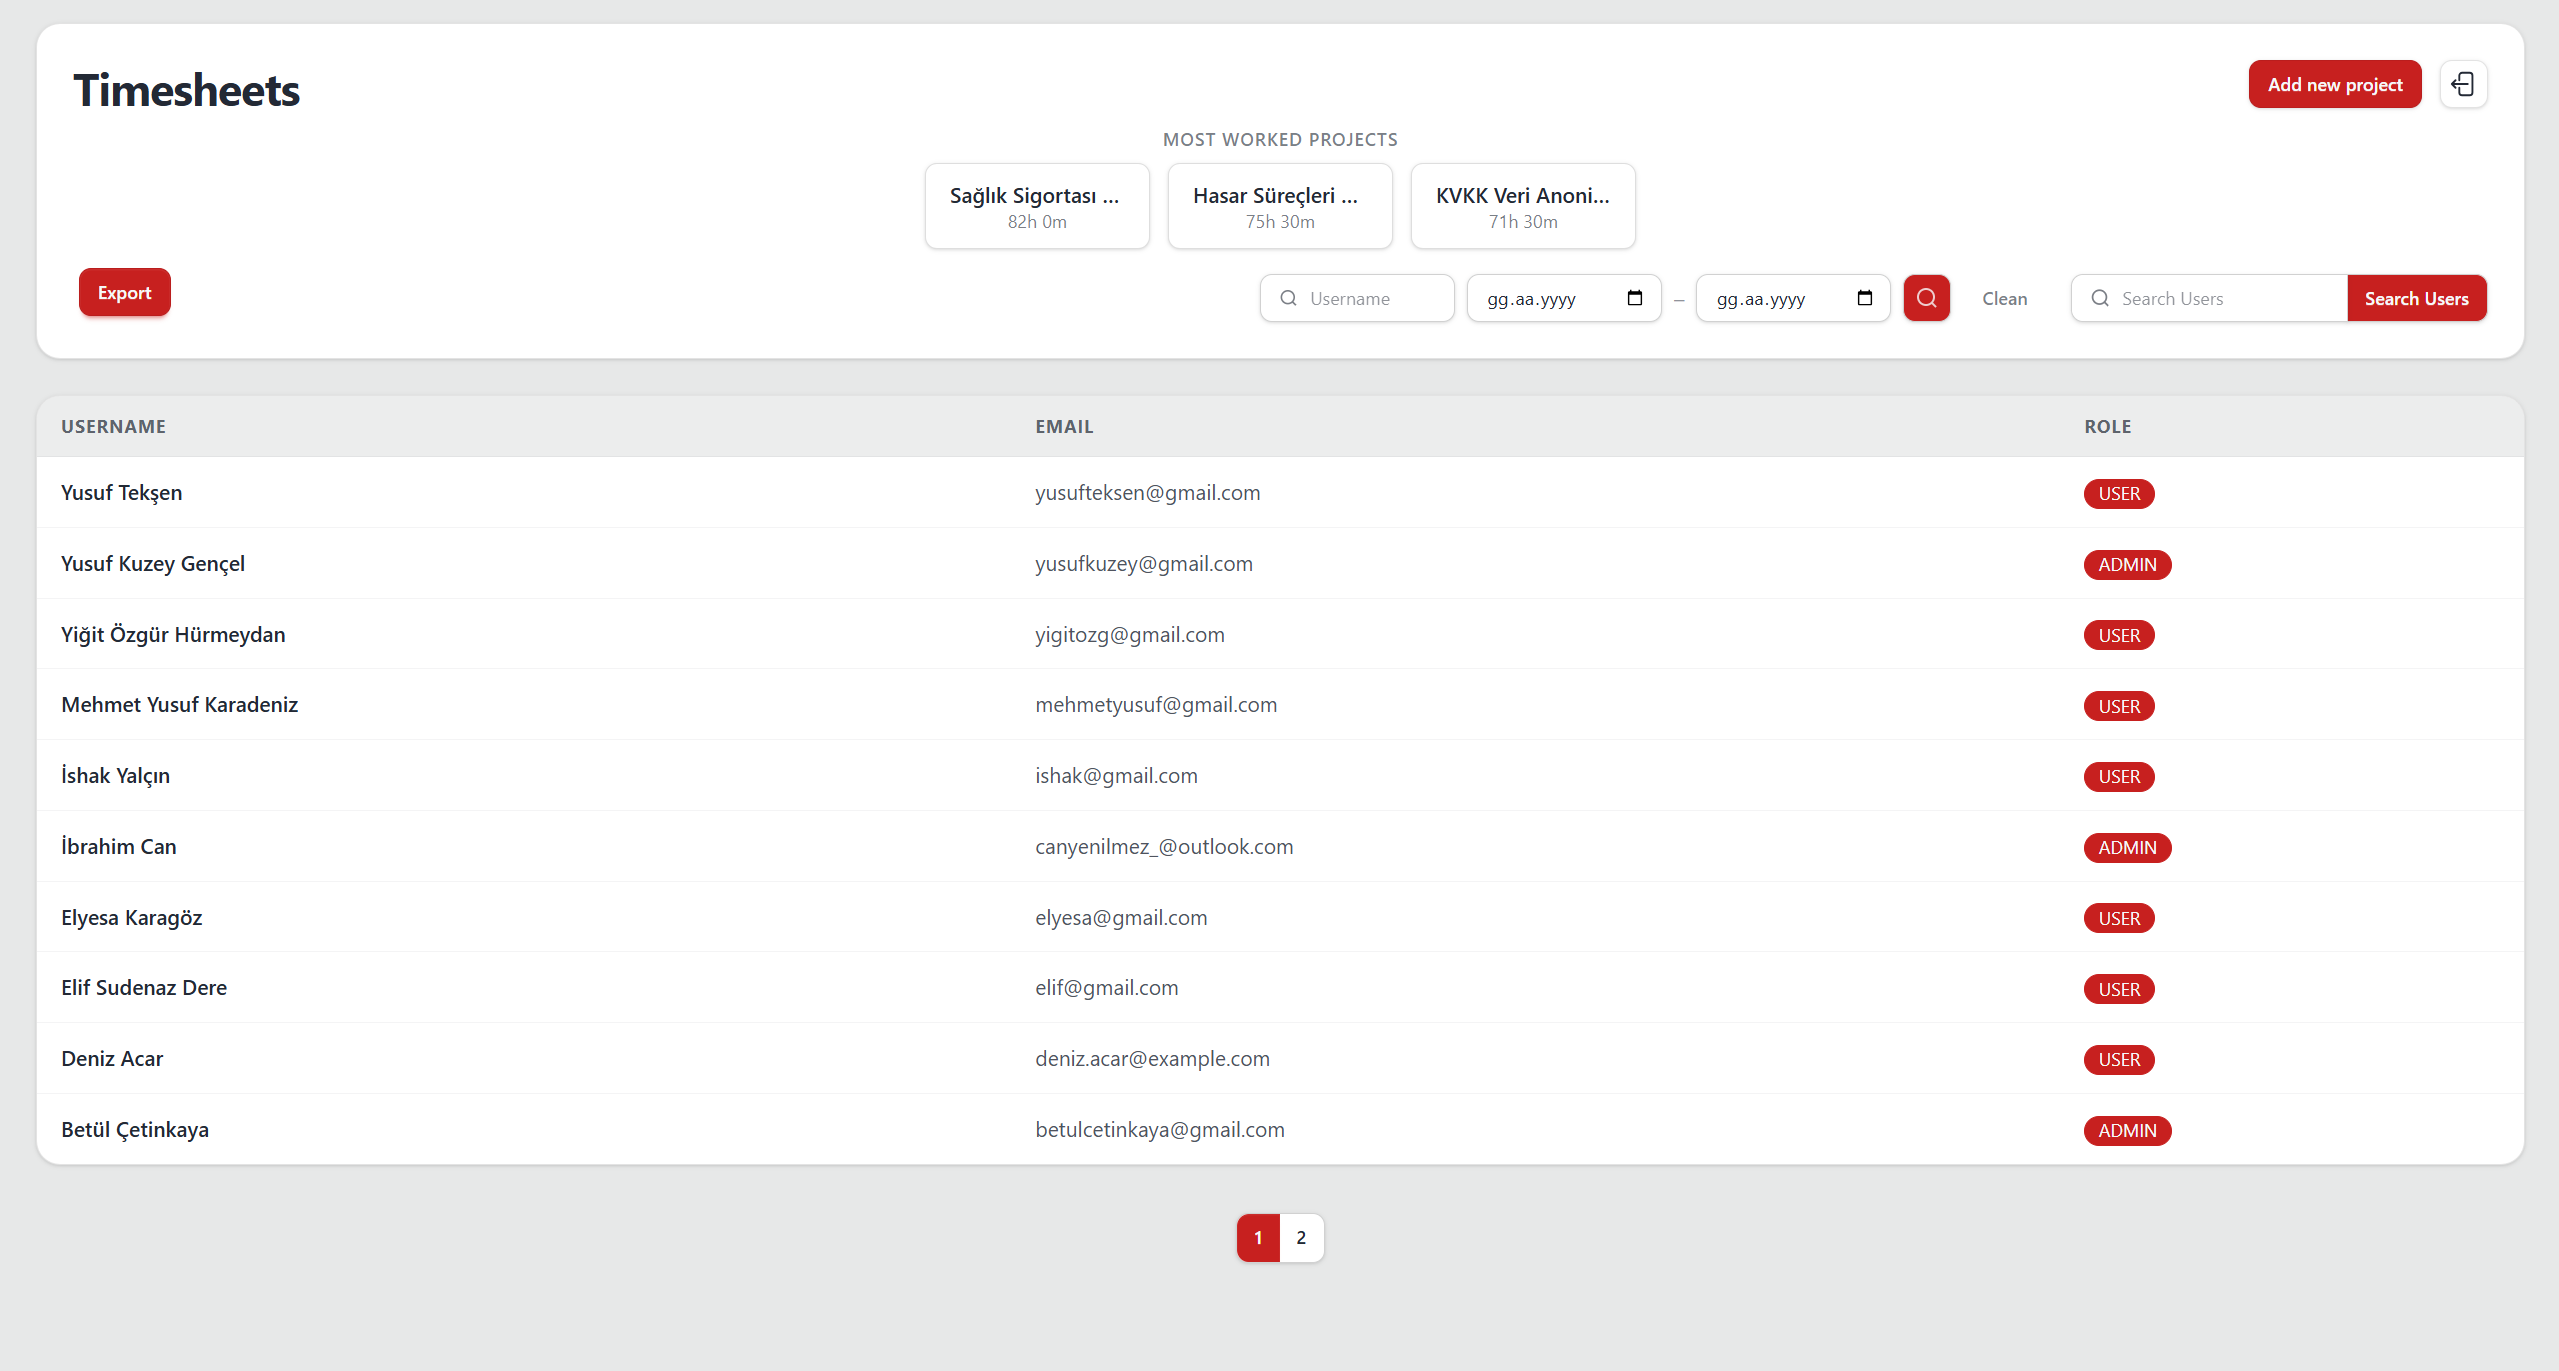 Timesheets
Add new project
MOST WORKED PROJECTS
Sağlık Sigortası ...
82h 0m
Hasar Süreçleri ...
75h 30m
KVKK Veri Anoni...
71h 30m
Export
Username
gg.aa.yyyy
–
gg.aa.yyyy
Clean
Search Users
Search Users
USERNAME EMAIL ROLE
Yusuf Tekşen yusufteksen@gmail.com USER
Yusuf Kuzey Gençel yusufkuzey@gmail.com ADMIN
Yiğit Özgür Hürmeydan yigitozg@gmail.com USER
Mehmet Yusuf Karadeniz mehmetyusuf@gmail.com USER
İshak Yalçın ishak@gmail.com USER
İbrahim Can canyenilmez_@outlook.com ADMIN
Elyesa Karagöz elyesa@gmail.com USER
Elif Sudenaz Dere elif@gmail.com USER
Deniz Acar deniz.acar@example.com USER
Betül Çetinkaya betulcetinkaya@gmail.com ADMIN
1 2